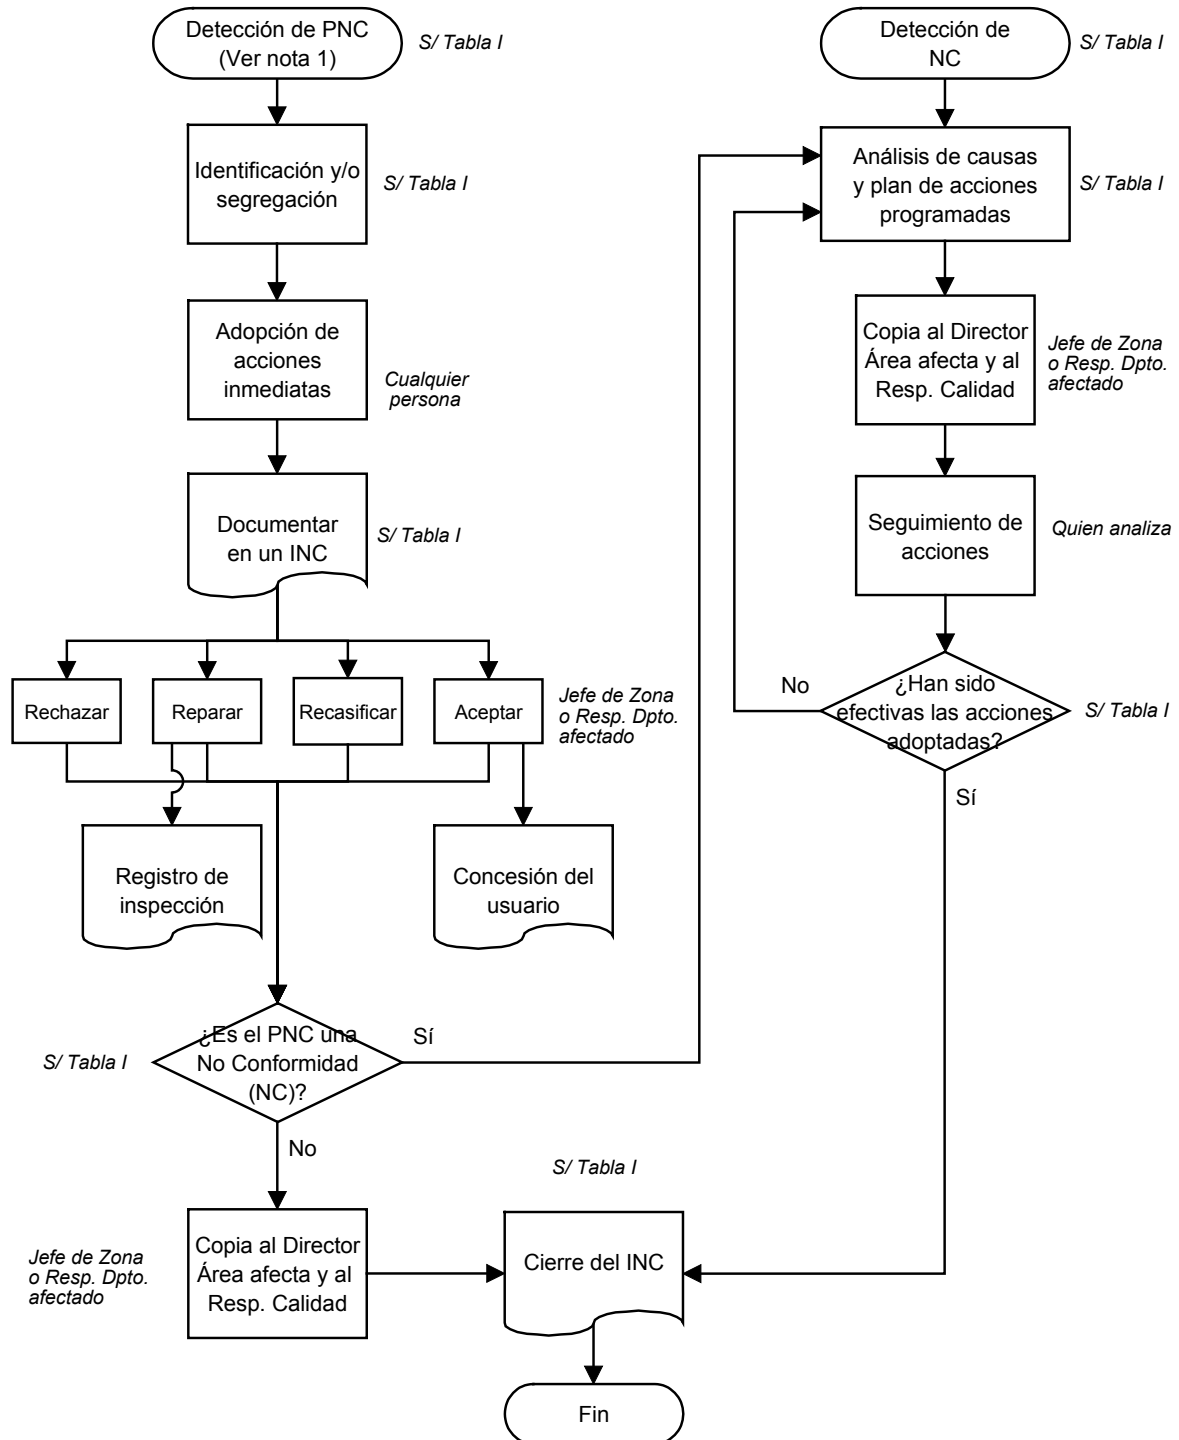 Detección de PNC
(Ver nota 1)
S/ Tabla I
Identificación y/o
segregación
S/ Tabla I
Adopción de
acciones
inmediatas
Cualquier
persona
Documentar
en un INC
S/ Tabla I
Rechazar
Reparar
Recasificar
Aceptar
Jefe de Zona
o Resp. Dpto.
afectado
Registro de
inspección
Concesión del
usuario
S/ Tabla I
¿Es el PNC una
No Conformidad
(NC)?
Sí
No
Jefe de Zona
o Resp. Dpto.
afectado
Copia al Director
Área afecta y al
Resp. Calidad
S/ Tabla I
Cierre del INC
Fin
Detección de
NC
S/ Tabla I
Análisis de causas
y plan de acciones
programadas
S/ Tabla I
Copia al Director
Área afecta y al
Resp. Calidad
Jefe de Zona
o Resp. Dpto.
afectado
Seguimiento de
acciones
Quien analiza
No
¿Han sido
efectivas las acciones
adoptadas?
S/ Tabla I
Sí